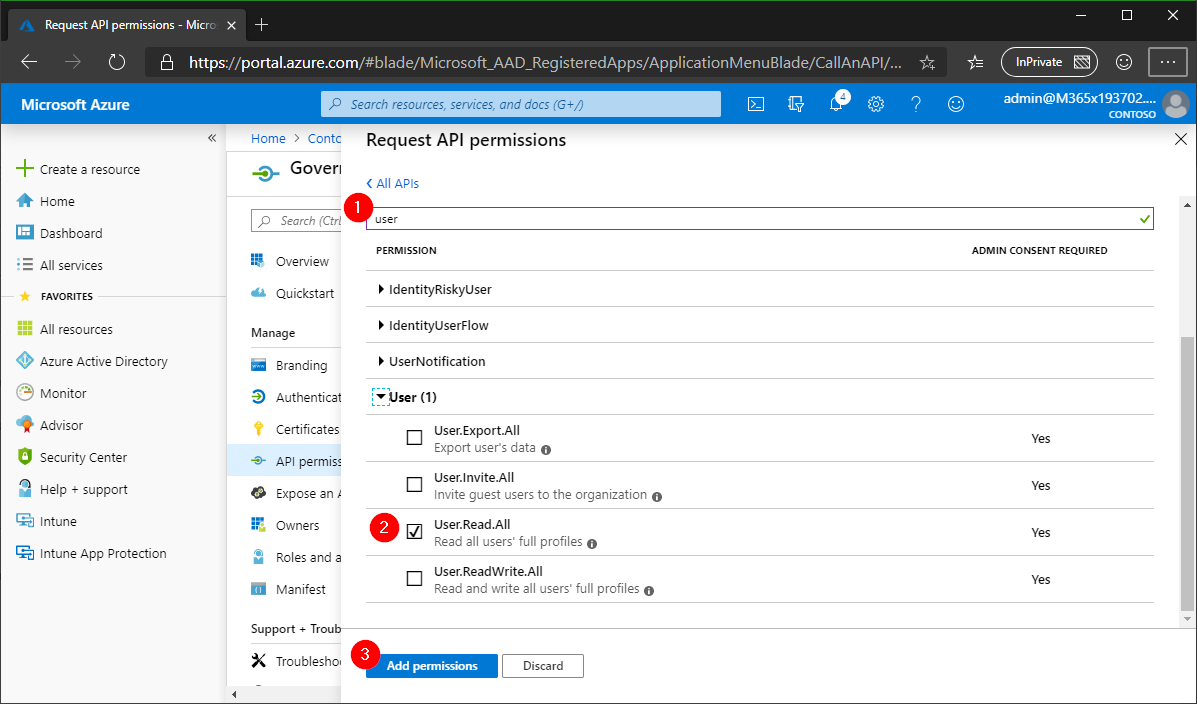 Request API permissions - Micro
https://portal.azure.com/#blade/Microsoft_AAD_RegisteredApps/ApplicationMenuBlade/CallAnAPI/...
InPrivate
Microsoft Azure
Search resources, services, and docs (G+/)
4
admin@M365x193702....
CONTOSO
Create a resource
Home
Dashboard
All services
FAVORITES
All resources
Azure Active Directory
Monitor
Advisor
Security Center
Help + support
Intune
Intune App Protection
Home > Conto
Govern
Search (Ctrl
Overview
Quickstart
Manage
Branding
Authenticat
Certificates
API permiss
Expose an A
Owners
Roles and a
Manifest
Support + Troub
Troublesho
Request API permissions
All APIs
1
user
PERMISSION
ADMIN CONSENT REQUIRED
IdentityRiskyUser
IdentityUserFlow
UserNotification
User (1)
User.Export.All
Export user's data
Yes
User.Invite.All
Invite guest users to the organization
Yes
2
User.Read.All
Read all users' full profiles
Yes
User.ReadWrite.All
Read and write all users' full profiles
Yes
3
Add permissions
Discard